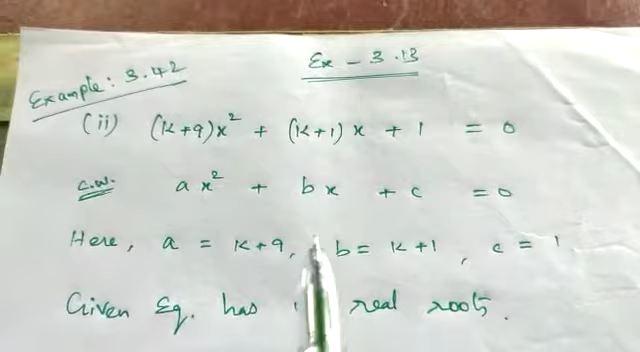 Ex - 3.13
Example: 3.42
(ii) (k+9)x² + (k+1)x + 1 = 0
C.W. ax² + bx + c = 0
Here, a = k+9, b = k+1, c = 1
Given Eq. has real roots.